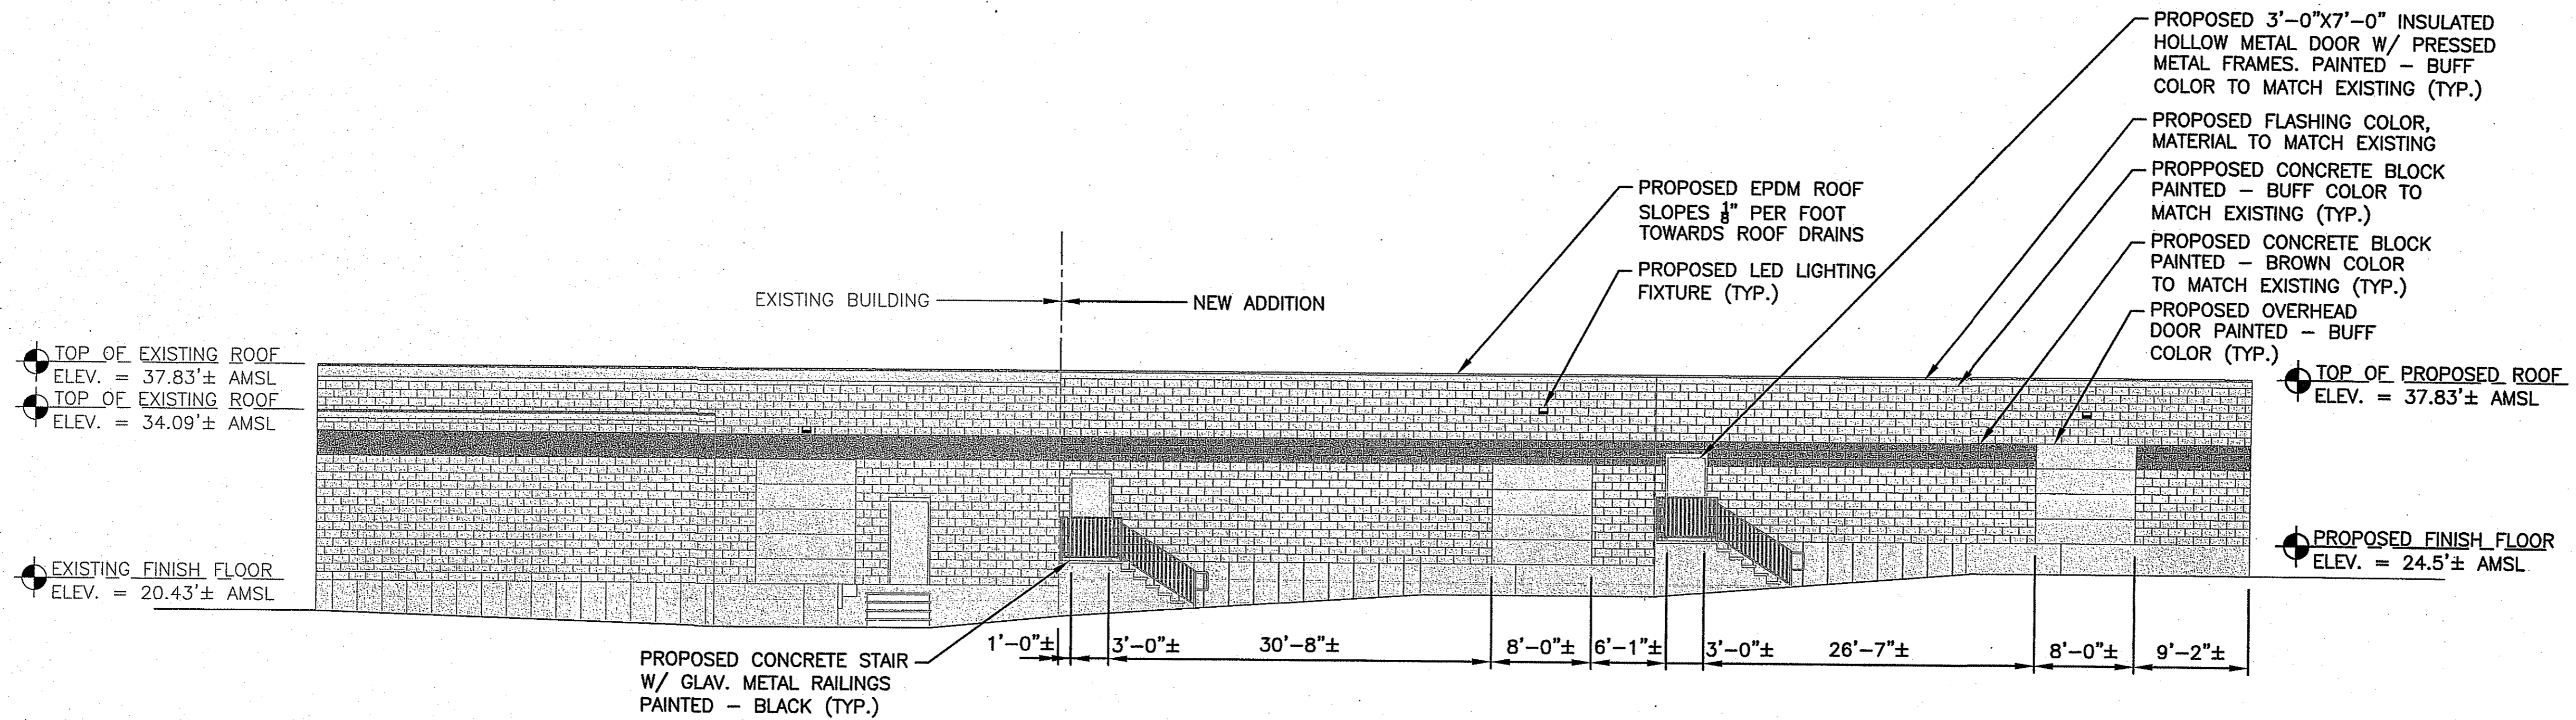 PROPOSED 3'-0"X7'-0" INSULATED
HOLLOW METAL DOOR W/ PRESSED
METAL FRAMES. PAINTED – BUFF
COLOR TO MATCH EXISTING (TYP.)
PROPOSED FLASHING COLOR,
MATERIAL TO MATCH EXISTING
PROPPOSED CONCRETE BLOCK
PAINTED – BUFF COLOR TO
MATCH EXISTING (TYP.)
PROPOSED CONCRETE BLOCK
PAINTED – BROWN COLOR
TO MATCH EXISTING (TYP.)
PROPOSED OVERHEAD
DOOR PAINTED – BUFF
COLOR (TYP.)
PROPOSED EPDM ROOF
SLOPES 1/8" PER FOOT
TOWARDS ROOF DRAINS
PROPOSED LED LIGHTING
FIXTURE (TYP.)
EXISTING BUILDING
NEW ADDITION
TOP OF EXISTING ROOF
ELEV. = 37.83'± AMSL
TOP OF EXISTING ROOF
ELEV. = 34.09'± AMSL
EXISTING FINISH FLOOR
ELEV. = 20.43'± AMSL
TOP OF PROPOSED ROOF
ELEV. = 37.83'± AMSL
PROPOSED FINISH FLOOR
ELEV. = 24.5'± AMSL
1'-0"± 3'-0"± 30'-8"± 8'-0"± 6'-1"± 3'-0"± 26'-7"± 8'-0"± 9'-2"±
PROPOSED CONCRETE STAIR
W/ GLAV. METAL RAILINGS
PAINTED – BLACK (TYP.)